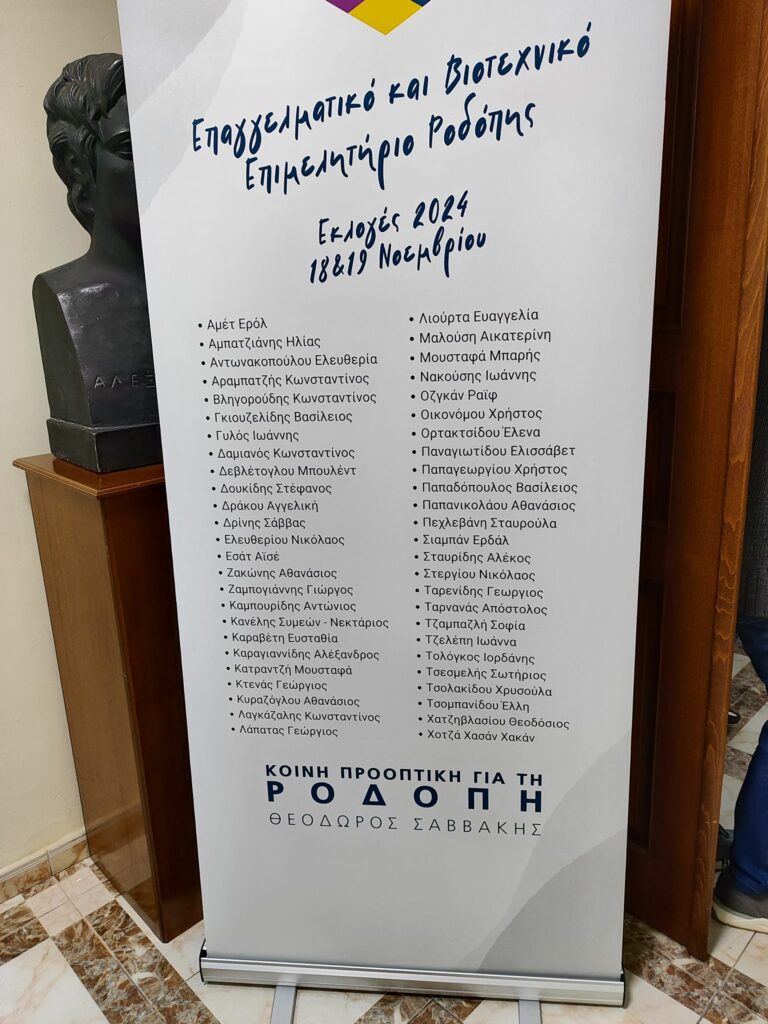 Επαγγελματικό και Βιοτεχνικό
Επιμελητήριο Ροδόπης
Εκλογές 2024
18&19 Νοεμβρίου
• Αμέτ Ερόλ
• Αμπατζιάνης Ηλίας
• Αντωνακοπούλου Ελευθερία
• Αραμπατζής Κωνσταντίνος
• Βληγορούδης Κωνσταντίνος
• Γκιουζελίδης Βασίλειος
• Γυλός Ιωάννης
• Δαμιανός Κωνσταντίνος
• Δεβλέτογλου Μπουλέντ
• Δουκίδης Στέφανος
• Δράκου Αγγελική
• Δρίνης Σάββας
• Ελευθερίου Νικόλαος
• Εσάτ Αϊσέ
• Ζακώνης Αθανάσιος
• Ζαμπογιάννης Γιώργος
• Καμπουρίδης Αντώνιος
• Κανέλης Συμεών - Νεκτάριος
• Καραβέτη Ευσταθία
• Καραγιαννίδης Αλέξανδρος
• Κατραντζή Μουσταφά
• Κτενάς Γεώργιος
• Κυραζόγλου Αθανάσιος
• Λαγκάζαλης Κωνσταντίνος
• Λάπατας Γεώργιος
• Λιούρτα Ευαγγελία
• Μαλούση Αικατερίνη
• Μουσταφά Μπαρής
• Νακούσης Ιωάννης
• Οζγκάν Ραϊφ
• Οικονόμου Χρήστος
• Ορτακτσίδου Έλενα
• Παναγιωτίδου Ελισσάβετ
• Παπαγεωργίου Χρήστος
• Παπαδόπουλος Βασίλειος
• Παπανικολάου Αθανάσιος
• Πεχλεβάνη Σταυρούλα
• Σιαμπάν Ερδάλ
• Σταυρίδης Αλέκος
• Στεργίου Νικόλαος
• Ταρενίδης Γεωργιος
• Ταρνανάς Απόστολος
• Τζαμπαζλή Σοφία
• Τζελέπη Ιωάννα
• Τολόγκος Ιορδάνης
• Τσεσμελής Σωτήριος
• Τσολακίδου Χρυσούλα
• Τσομπανίδου Έλλη
• Χατζηβλασίου Θεοδόσιος
• Χοτζά Χασάν Χακάν
ΚΟΙΝΗ ΠΡΟΟΠΤΙΚΗ ΓΙΑ ΤΗ
ΡΟΔΟΠΗ
ΘΕΟΔΩΡΟΣ ΣΑΒΒΑΚΗΣ
ΑΛΕΞ